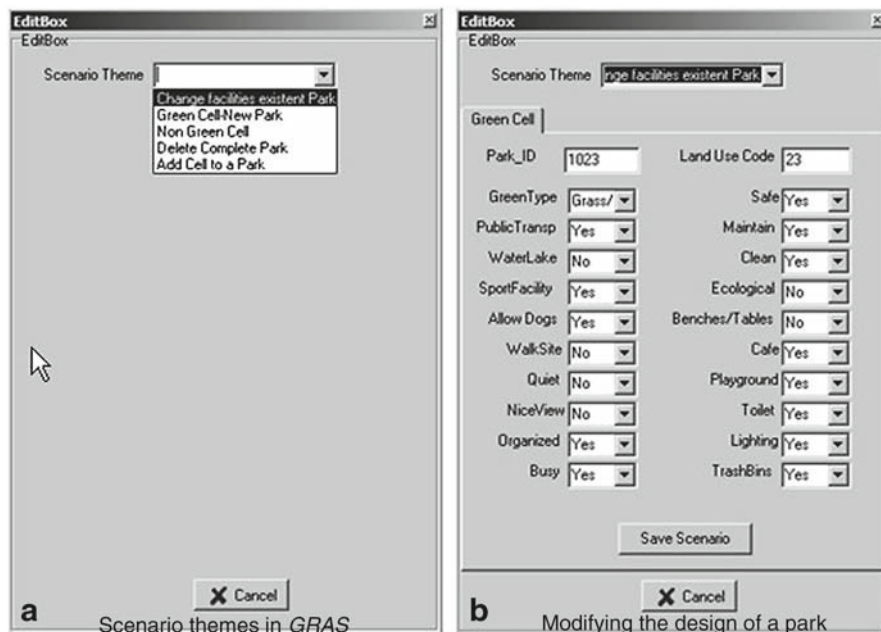 EditBox
EditBox
Scenario Theme
Change facilities existent Park
Green Cell-New Park
Non Green Cell
Delete Complete Park
Add Cell to a Park
Cancel
a
Scenario themes in GRAS
EditBox
EditBox
Scenario Theme nge facilities existent Park
Green Cell
Park_ID 1023 Land Use Code 23
GreenType Grass/ Safe Yes
PublicTransp Yes Maintain Yes
WaterLake No Clean Yes
SportFacility Yes Ecological No
Allow Dogs Yes Benches/Tables No
WalkSite No Cafe Yes
Quiet No Playground Yes
NiceView No Toilet Yes
Organized Yes Lighting Yes
Busy Yes TrashBins Yes
Save Scenario
Cancel
b
Modifying the design of a park